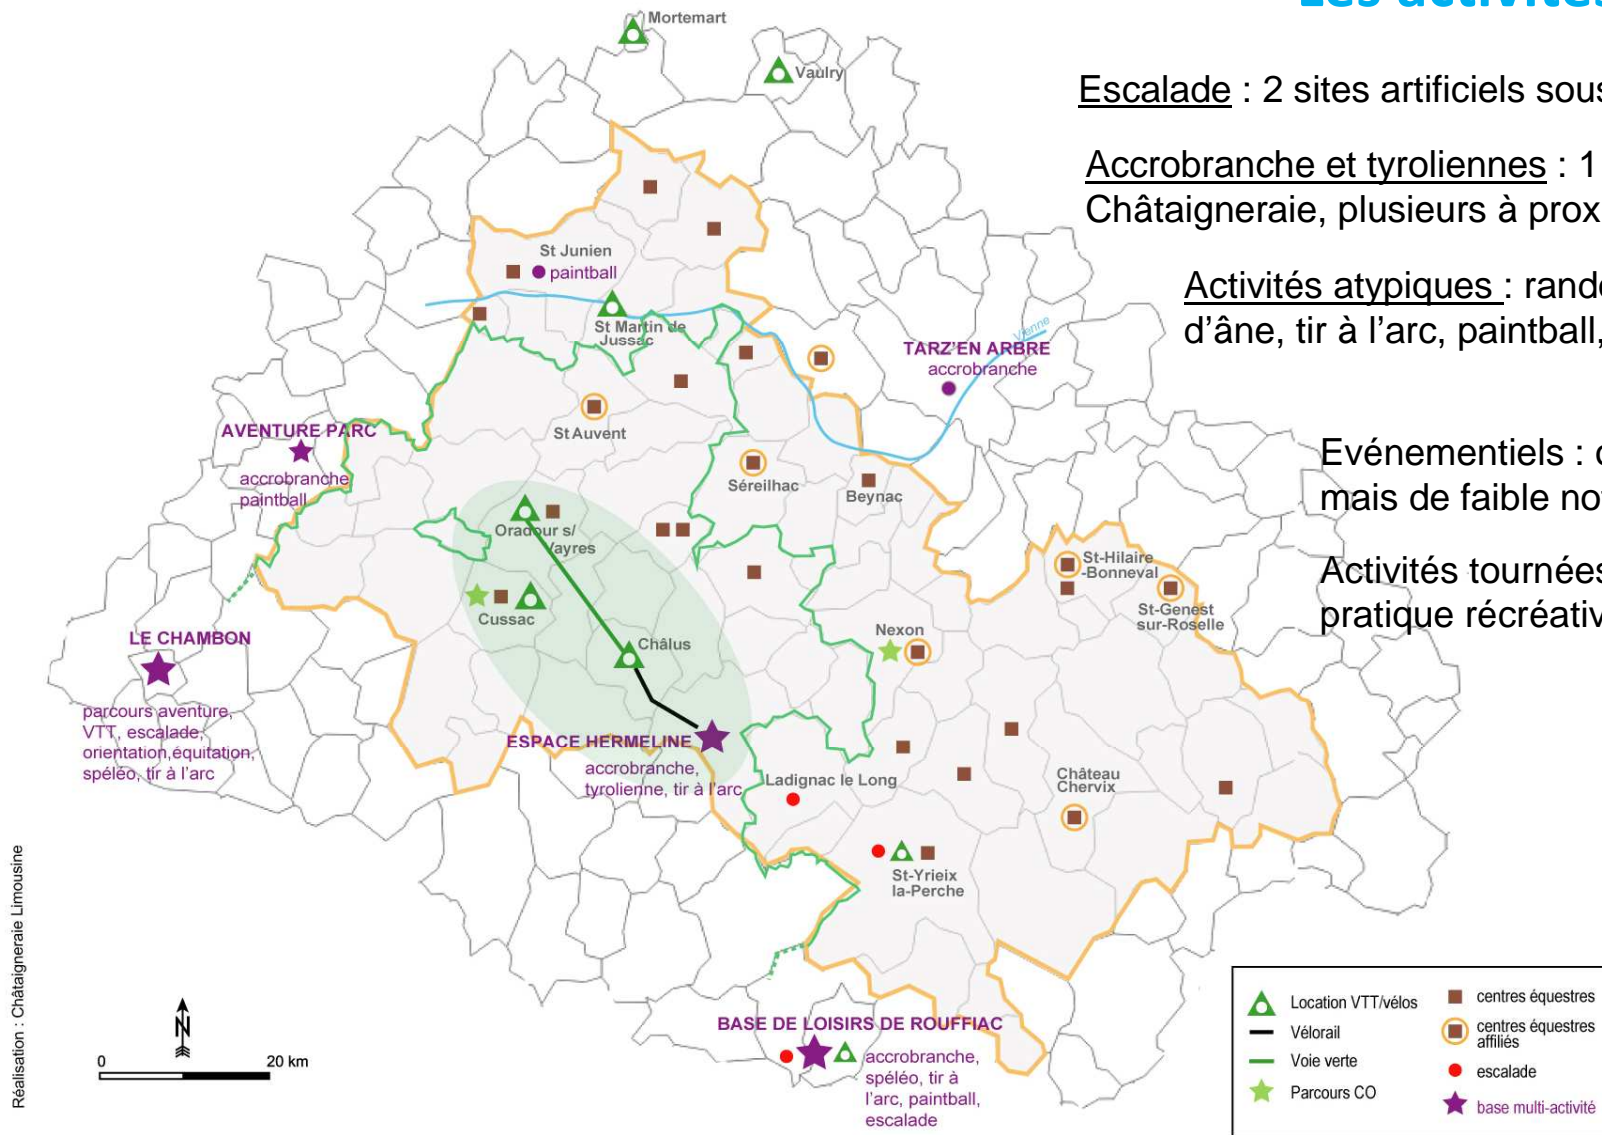 Les activités
Escalade : 2 sites artificiels sous
Accrobranche et tyroliennes : 1
Châtaigneraie, plusieurs à prox
Activités atypiques : rando
d'âne, tir à l'arc, paintball,
Evénementiels :
mais de faible
Activités tournées
pratique récréativ
Mortemart
Vaulry
St Junien
paintball
St Martin de
Jussac
Vienne
TARZ'EN ARBRE
accrobranche
AVENTURE PARC
accrobranche
paintball
St Auvent
Séreilhac
Beynac
Oradour s/
Vayres
St-Hilaire
-Bonneval
St-Genest
sur-Roselle
Cussac
Châlus
Nexon
LE CHAMBON
parcours aventure,
VTT, escalade,
orientation,équitation,
spéléo, tir à l'arc
ESPACE HERMELINE
accrobranche,
tyrolienne, tir à l'arc
Ladignac le Long
Château
Chervix
St-Yrieix
la-Perche
BASE DE LOISIRS DE ROUFFIAC
accrobranche,
spéléo, tir à
l'arc, paintball,
escalade
Réalisation : Châtaigneraie Limousine
N
0 20 km
Location VTT/vélos
Vélorail
Voie verte
Parcours CO
centres équestres
centres équestres
affiliés
escalade
base multi-activité